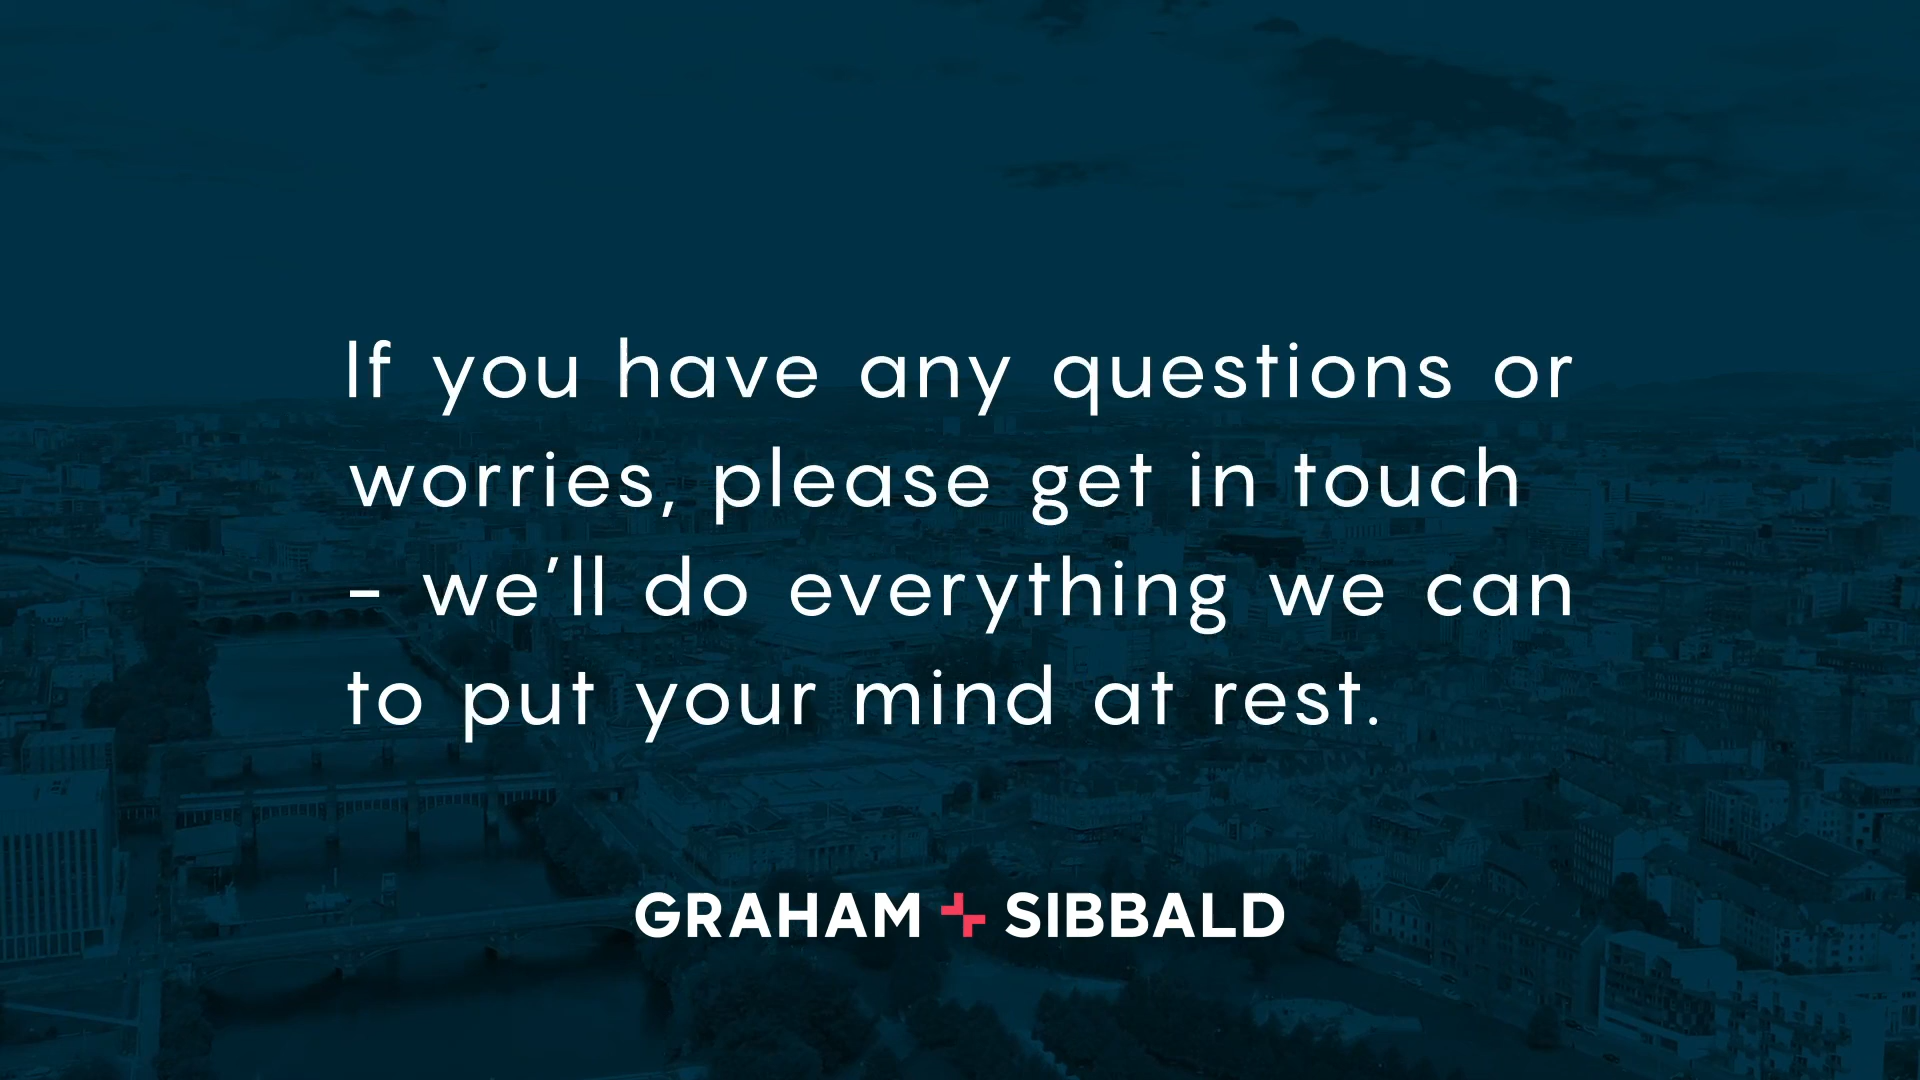 If you have any questions or
worries, please get in touch
– we’ll do everything we can
to put your mind at rest.
GRAHAM + SIBBALD